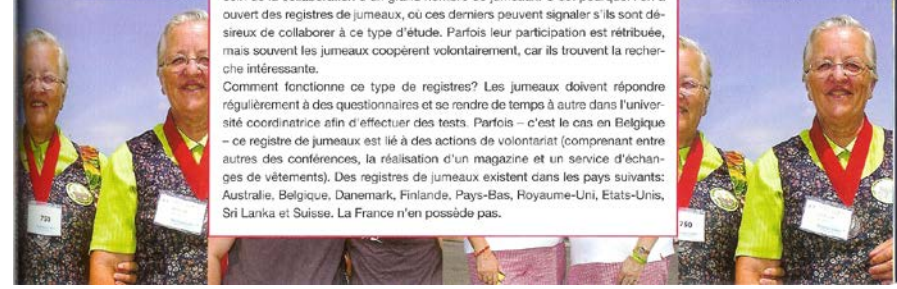 ouvert des registres de jumeaux, où ces derniers peuvent signaler s'ils sont dé-
sireux de collaborer à ce type d'étude. Parfois leur participation est rétribuée,
mais souvent les jumeaux coopèrent volontairement, car ils trouvent la recher-
che intéressante.
Comment fonctionne ce type de registres? Les jumeaux doivent répondre
régulièrement à des questionnaires et se rendre de temps à autre dans l'univer-
sité coordinatrice afin d'effectuer des tests. Parfois – c'est le cas en Belgique
– ce registre de jumeaux est lié à des actions de volontariat (comprenant entre
autres des conférences, la réalisation d'un magazine et un service d'échan-
ges de vêtements). Des registres de jumeaux existent dans les pays suivants:
Australie, Belgique, Danemark, Finlande, Pays-Bas, Royaume-Uni, Etats-Unis,
Sri Lanka et Suisse. La France n'en possède pas.
750
750